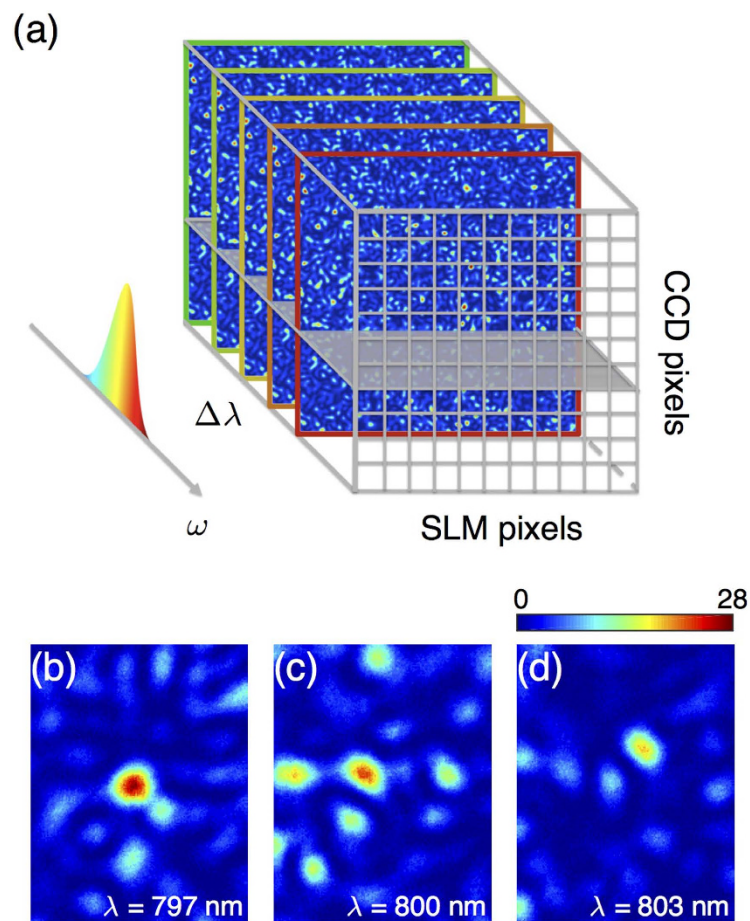 (a)
CCD pixels
Δλ
ω
SLM pixels
0 28
(b) (c) (d)
λ = 797 nm λ = 800 nm λ = 803 nm